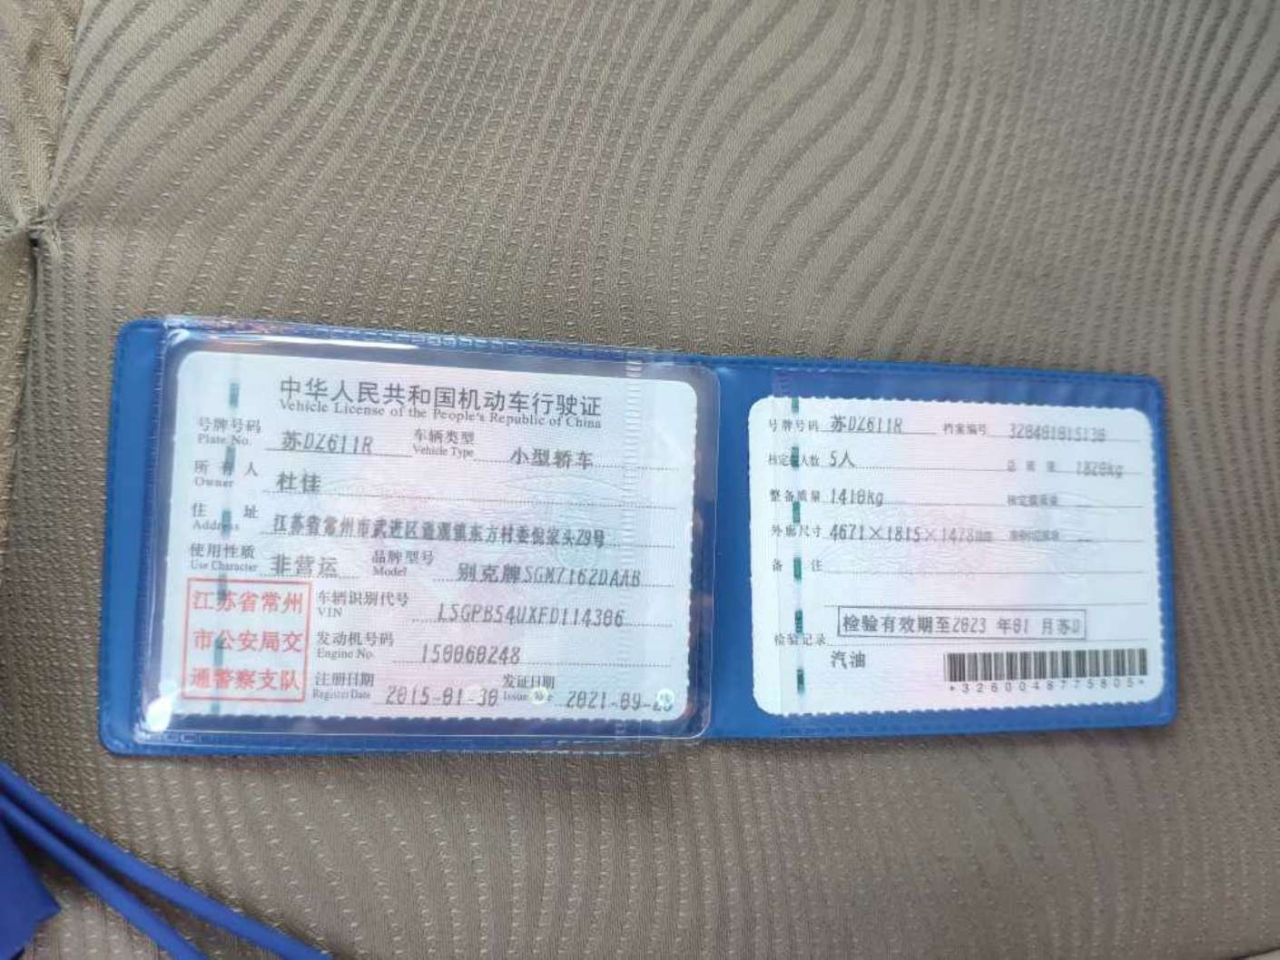 中华人民共和国机动车行驶证
Vehicle License of the People's Republic of China
号牌号码 苏DZ611R 车辆类型 小型轿车
Plate No. Vehicle Type
所有人 杜佳
Owner
住址 江苏省常州市武进区遥观镇东方村委倪家头29号
Address
使用性质 非营运 品牌型号 别克牌SGM7162DAAB
Use Character Model
江苏省常州
市公安局交
通警察支队
车辆识别代号 LSGPB54UXFD114386
VIN
发动机号码 150060248
Engine No.
注册日期 2015-01-30 发证日期 2021-09-
Register Date Issue Date
号牌号码 苏DZ611R 档案编号
核定载人数 5人 总质量 1820kg
整备质量 1410kg 核定载质量
外廓尺寸 4671×1815×1478
备注
检验记录 检验有效期至2023年01月苏D
汽油
*3260048775805*